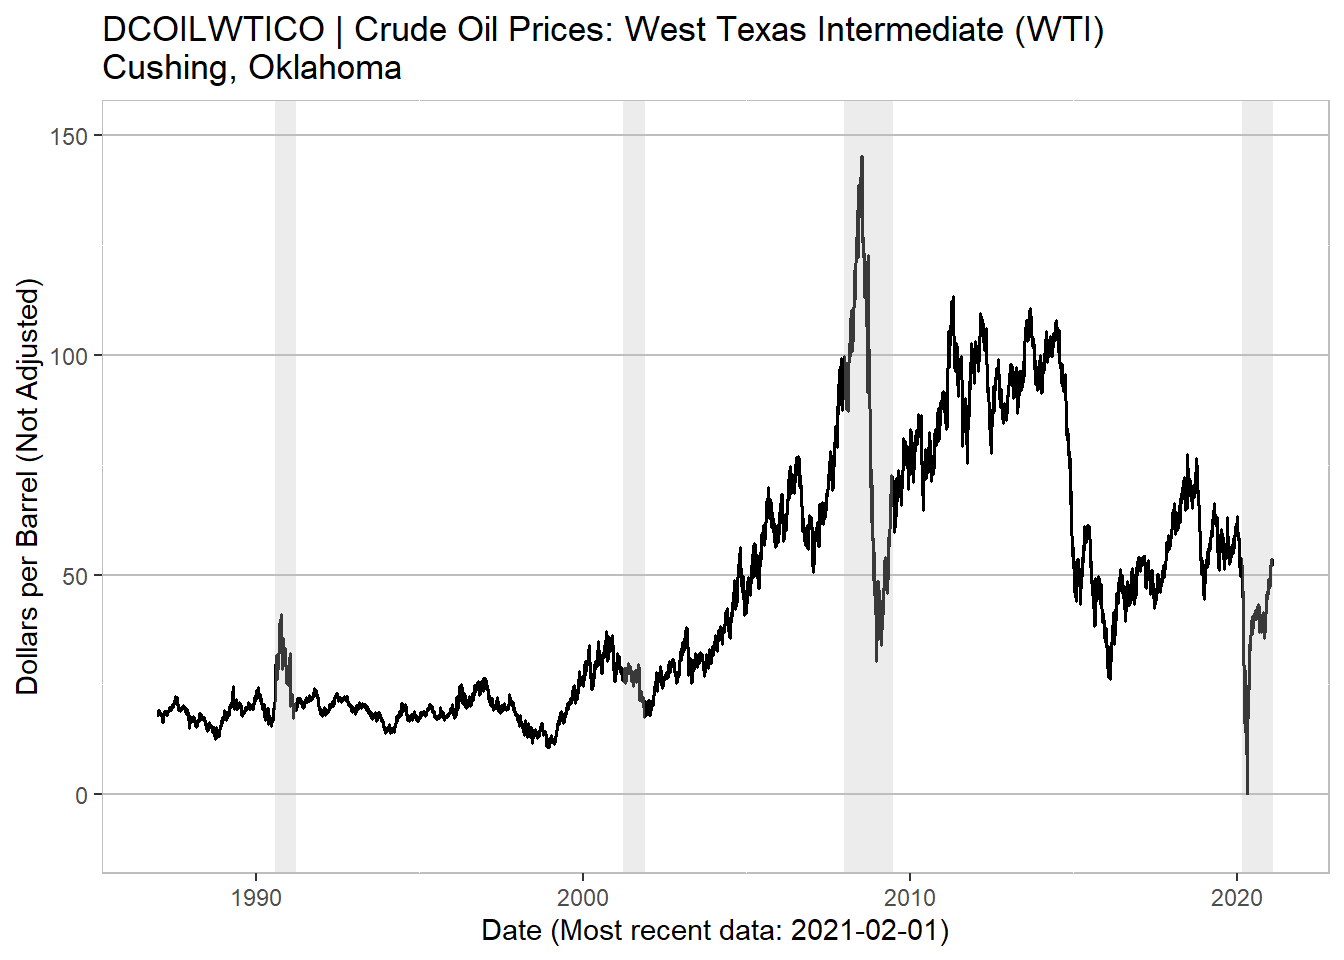 DCOILWTICO | Crude Oil Prices: West Texas Intermediate (WTI)
Cushing, Oklahoma
150
100
50
0
Dollars per Barrel (Not Adjusted)
1990 2000 2010 2020
Date (Most recent data: 2021-02-01)